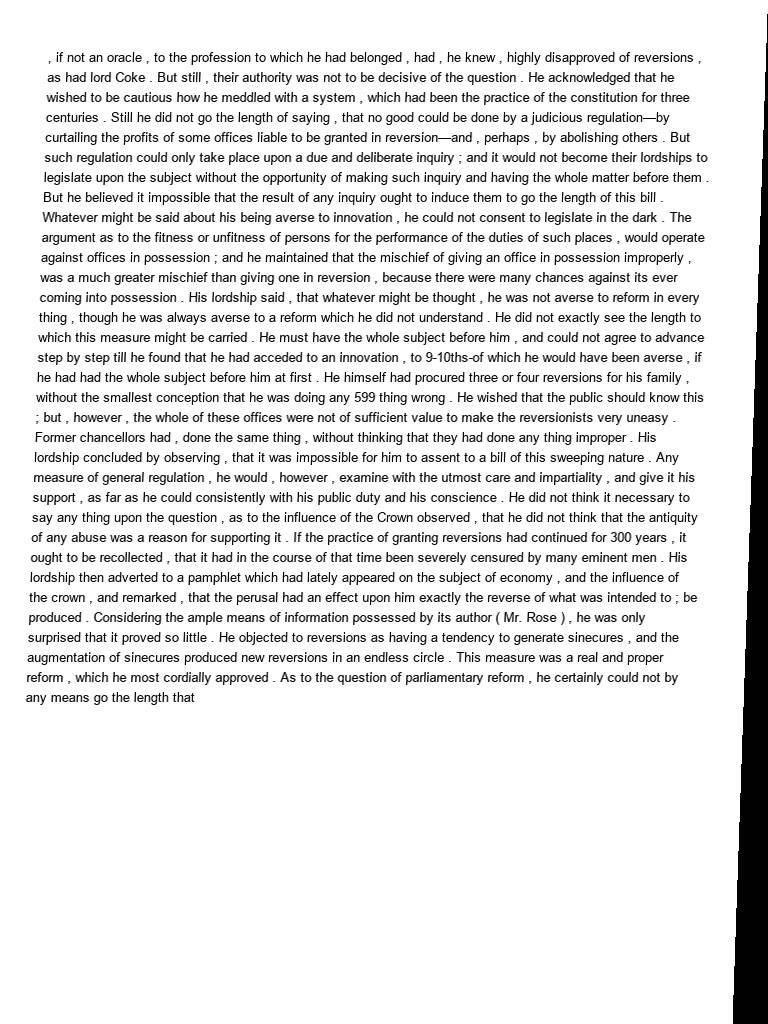 , if not an oracle , to the profession to which he had belonged , had , he knew , highly disapproved of reversions ,
as had lord Coke . But still , their authority was not to be decisive of the question . He acknowledged that he
wished to be cautious how he meddled with a system , which had been the practice of the constitution for three
centuries . Still he did not go the length of saying , that no good could be done by a judicious regulation—by
curtailing the profits of some offices liable to be granted in reversion—and , perhaps , by abolishing others . But
such regulation could only take place upon a due and deliberate inquiry ; and it would not become their lordships to
legislate upon the subject without the opportunity of making such inquiry and having the whole matter before them .
But he believed it impossible that the result of any inquiry ought to induce them to go the length of this bill .
Whatever might be said about his being averse to innovation , he could not consent to legislate in the dark . The
argument as to the fitness or unfitness of persons for the performance of the duties of such places , would operate
against offices in possession ; and he maintained that the mischief of giving an office in possession improperly ,
was a much greater mischief than giving one in reversion , because there were many chances against its ever
coming into possession . His lordship said , that whatever might be thought , he was not averse to reform in every
thing , though he was always averse to a reform which he did not understand . He did not exactly see the length to
which this measure might be carried . He must have the whole subject before him , and could not agree to advance
step by step till he found that he had acceded to an innovation , to 9-10ths-of which he would have been averse , if
he had had the whole subject before him at first . He himself had procured three or four reversions for his family ,
without the smallest conception that he was doing any 599 thing wrong . He wished that the public should know this
; but , however , the whole of these offices were not of sufficient value to make the reversionists very uneasy .
Former chancellors had , done the same thing , without thinking that they had done any thing improper . His
lordship concluded by observing , that it was impossible for him to assent to a bill of this sweeping nature . Any
measure of general regulation , he would , however , examine with the utmost care and impartiality , and give it his
support , as far as he could consistently with his public duty and his conscience . He did not think it necessary to
say any thing upon the question , as to the influence of the Crown observed , that he did not think that the antiquity
of any abuse was a reason for supporting it . If the practice of granting reversions had continued for 300 years , it
ought to be recollected , that it had in the course of that time been severely censured by many eminent men . His
lordship then adverted to a pamphlet which had lately appeared on the subject of economy , and the influence of
the crown , and remarked , that the perusal had an effect upon him exactly the reverse of what was intended to ; be
produced . Considering the ample means of information possessed by its author ( Mr. Rose ) , he was only
surprised that it proved so little . He objected to reversions as having a tendency to generate sinecures , and the
augmentation of sinecures produced new reversions in an endless circle . This measure was a real and proper
reform , which he most cordially approved . As to the question of parliamentary reform , he certainly could not by
any means go the length that